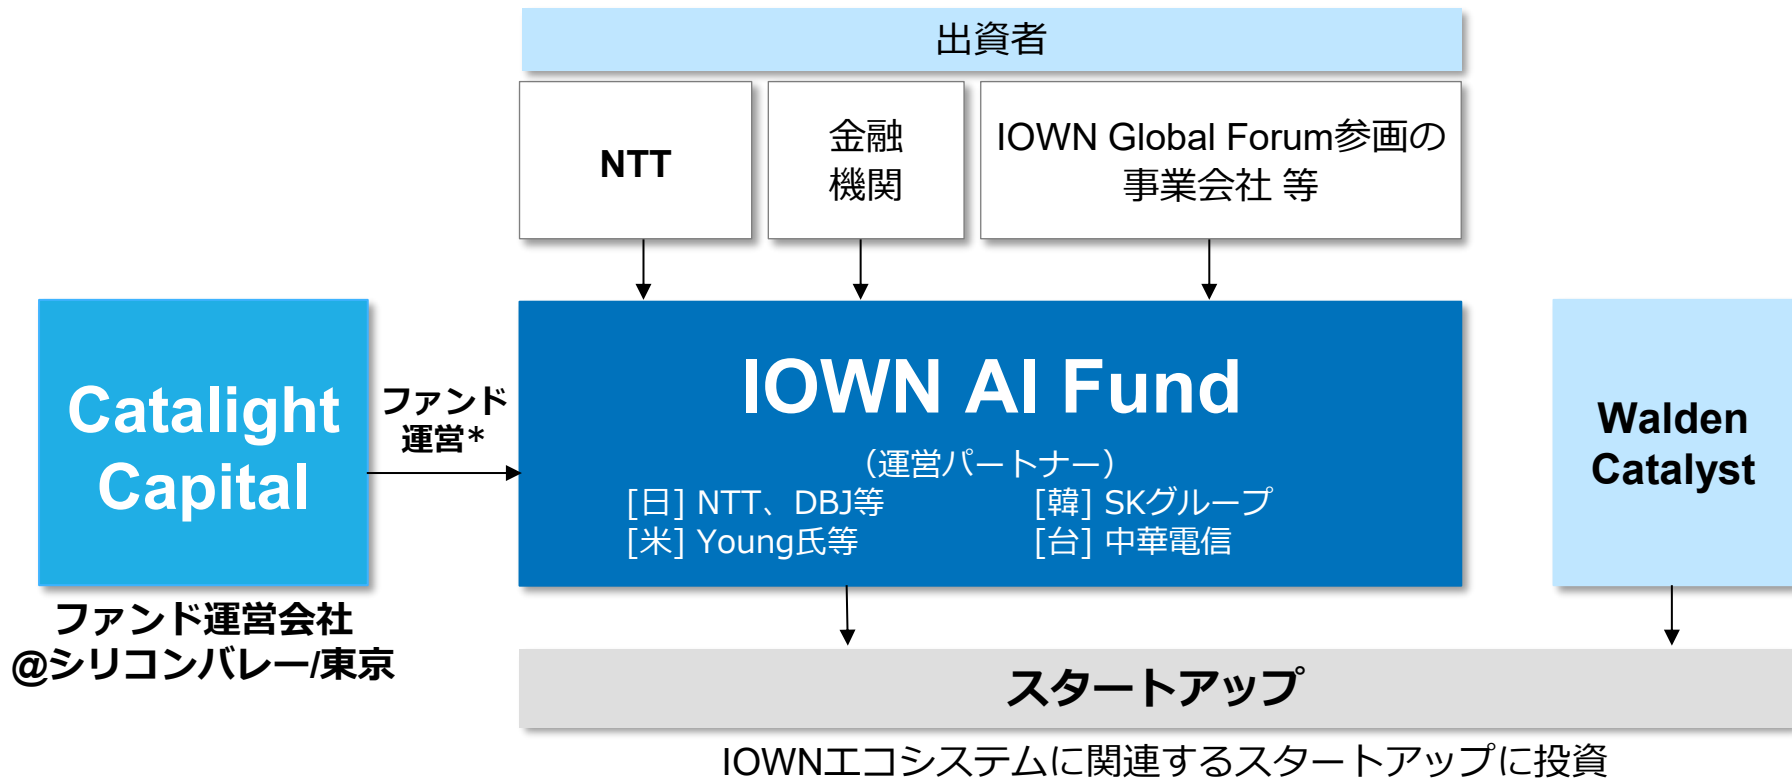 出資者
NTT
金融
機関
IOWN Global Forum参画の
事業会社 等
Catalight
Capital
ファンド
運営*
IOWN AI Fund
（運営パートナー）
[日] NTT、DBJ等
[韓] SKグループ
[米] Young氏等
[台] 中華電信
Walden
Catalyst
ファンド運営会社
@シリコンバレー/東京
スタートアップ
IOWNエコシステムに関連するスタートアップに投資